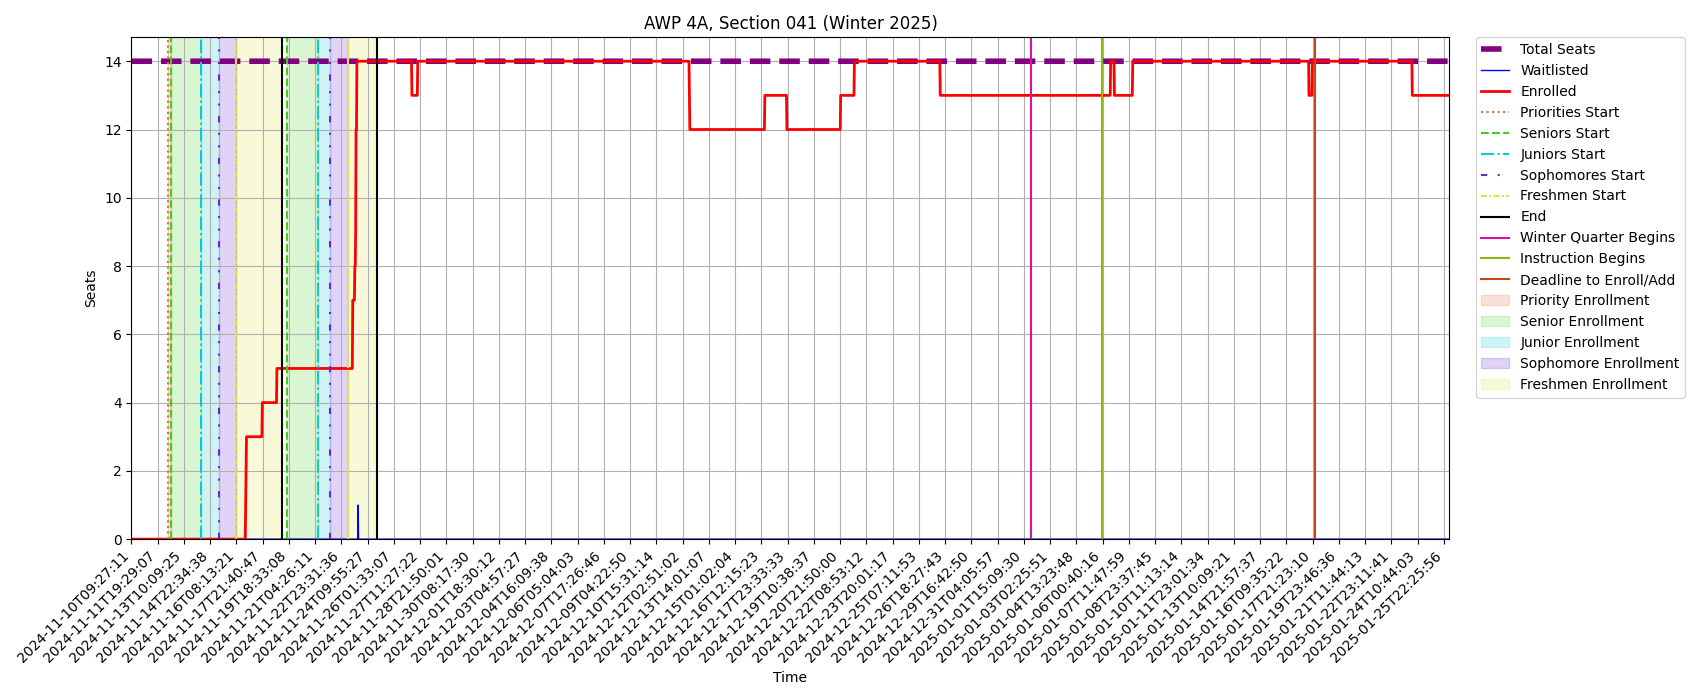 AWP 4A, Section 041 (Winter 2025)
Total Seats
Waitlisted
Enrolled
Priorities Start
Seniors Start
Juniors Start
Sophomores Start
Freshmen Start
End
Winter Quarter Begins
Instruction Begins
Deadline to Enroll/Add
Priority Enrollment
Senior Enrollment
Junior Enrollment
Sophomore Enrollment
Freshmen Enrollment
Seats
14
12
10
8
6
4
2
0
2024-11-10T09:27:11
2024-11-11T19:29:07
2024-11-13T10:09:25
2024-11-14T22:34:38
2024-11-16T08:13:21
2024-11-17T21:40:47
2024-11-19T18:33:08
2024-11-21T04:26:11
2024-11-22T23:31:36
2024-11-24T09:55:27
2024-11-26T01:33:07
2024-11-27T11:27:22
2024-11-28T21:50:01
2024-11-30T08:17:30
2024-12-01T18:30:12
2024-12-03T04:57:27
2024-12-04T16:09:38
2024-12-06T05:04:03
2024-12-07T17:26:46
2024-12-09T04:22:50
2024-12-10T15:31:14
2024-12-12T02:51:02
2024-12-13T14:01:07
2024-12-15T01:02:04
2024-12-16T12:15:23
2024-12-17T23:33:33
2024-12-19T10:38:37
2024-12-20T21:50:00
2024-12-22T08:53:12
2024-12-23T20:01:17
2024-12-25T07:11:53
2024-12-26T18:27:43
2024-12-29T16:42:50
2024-12-31T04:05:57
2025-01-01T15:09:30
2025-01-03T02:25:51
2025-01-04T13:23:48
2025-01-06T00:40:16
2025-01-07T11:47:59
2025-01-08T23:37:45
2025-01-10T11:13:14
2025-01-11T23:01:34
2025-01-13T10:09:21
2025-01-14T21:57:37
2025-01-16T09:35:22
2025-01-17T21:23:10
2025-01-19T23:46:36
2025-01-21T11:44:13
2025-01-22T23:11:41
2025-01-24T10:44:03
2025-01-25T22:25:56
Time